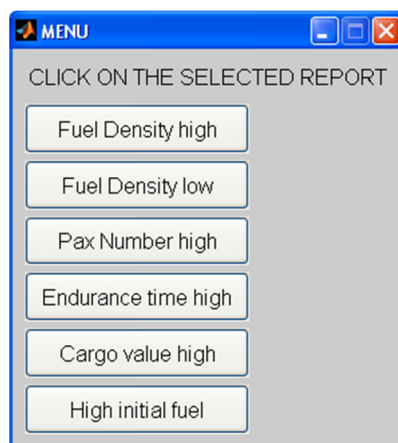 MENU
CLICK ON THE SELECTED REPORT
Fuel Density high
Fuel Density low
Pax Number high
Endurance time high
Cargo value high
High initial fuel